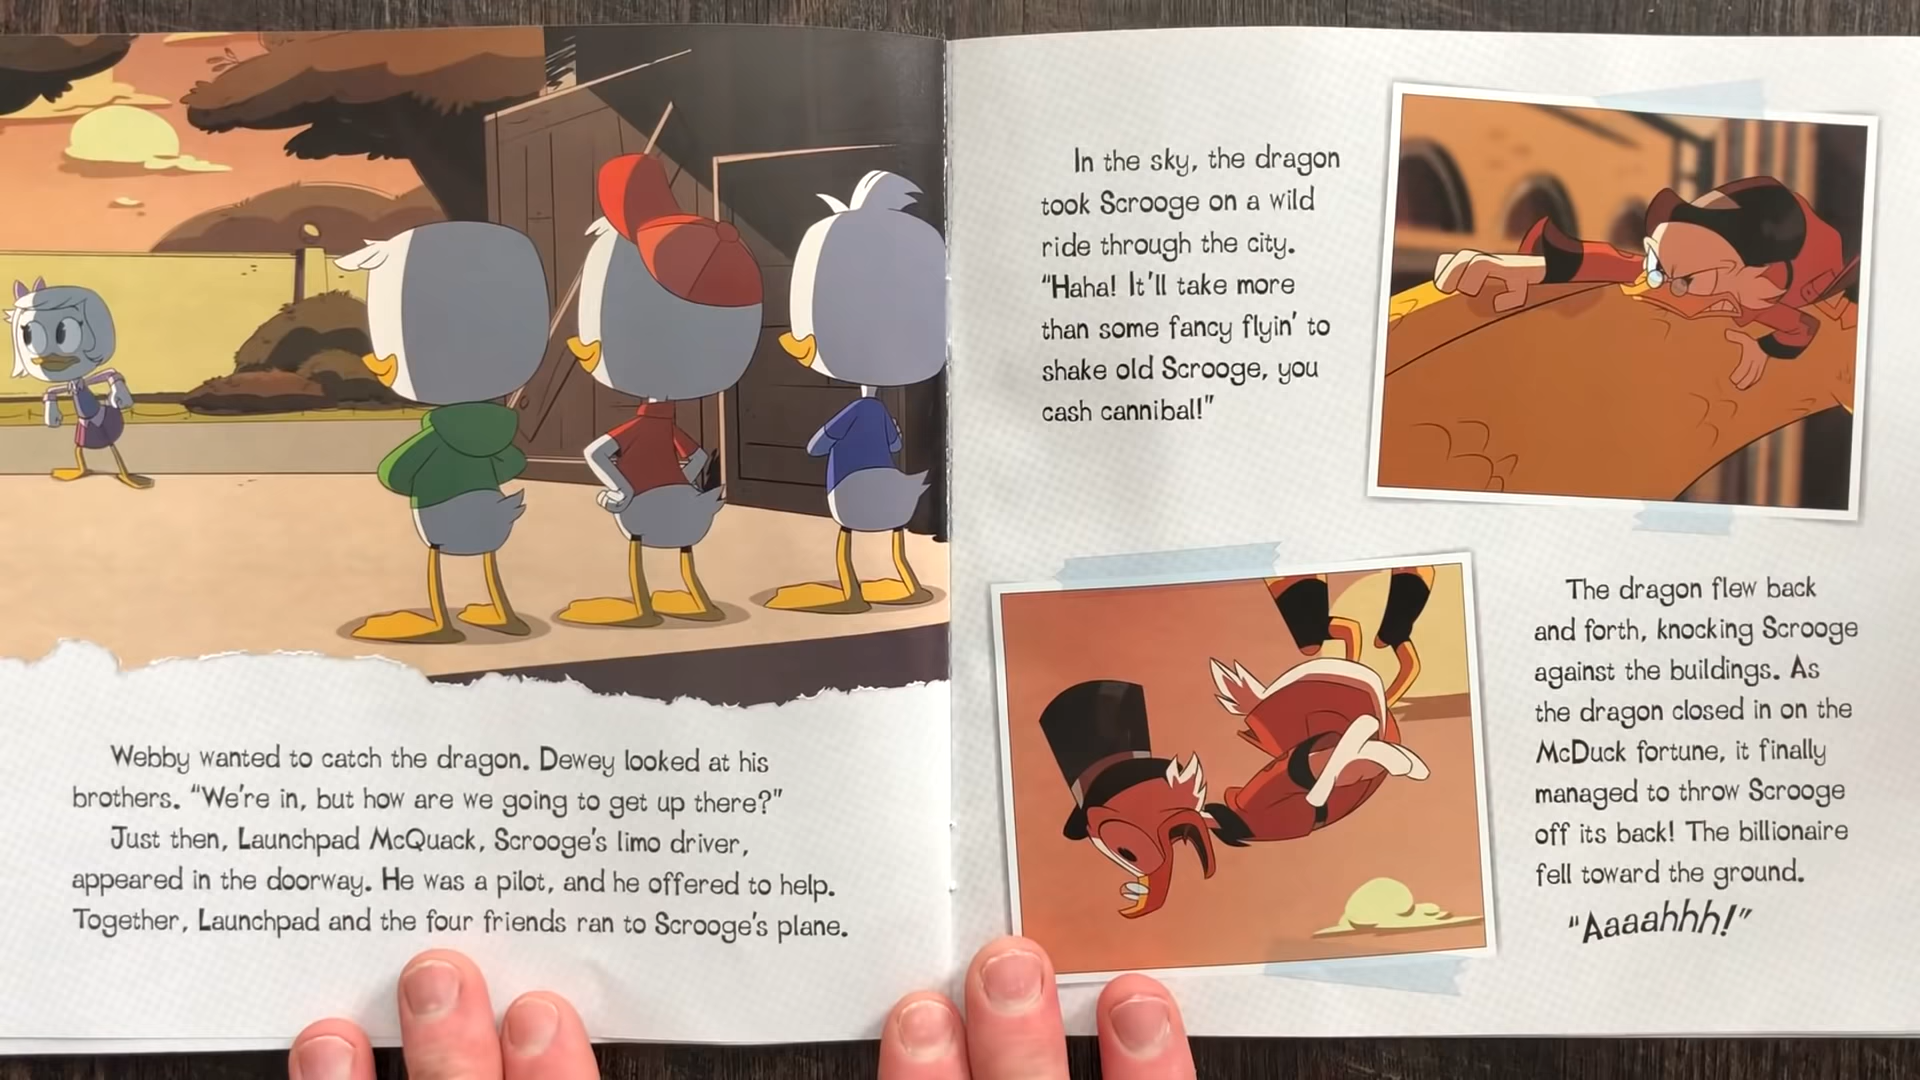 Webby wanted to catch the dragon. Dewey looked at his
brothers. “We’re in, but how are we going to get up there?”
Just then, Launchpad McQuack, Scrooge’s limo driver,
appeared in the doorway. He was a pilot, and he offered to help.
Together, Launchpad and the four friends ran to Scrooge’s plane.
In the sky, the dragon
took Scrooge on a wild
ride through the city.
“Haha! It’ll take more
than some fancy flyin’ to
shake old Scrooge, you
cash cannibal!”
The dragon flew back
and forth, knocking Scrooge
against the buildings. As
the dragon closed in on the
McDuck fortune, it finally
managed to throw Scrooge
off its back! The billionaire
fell toward the ground.
“Aaaahhh!”